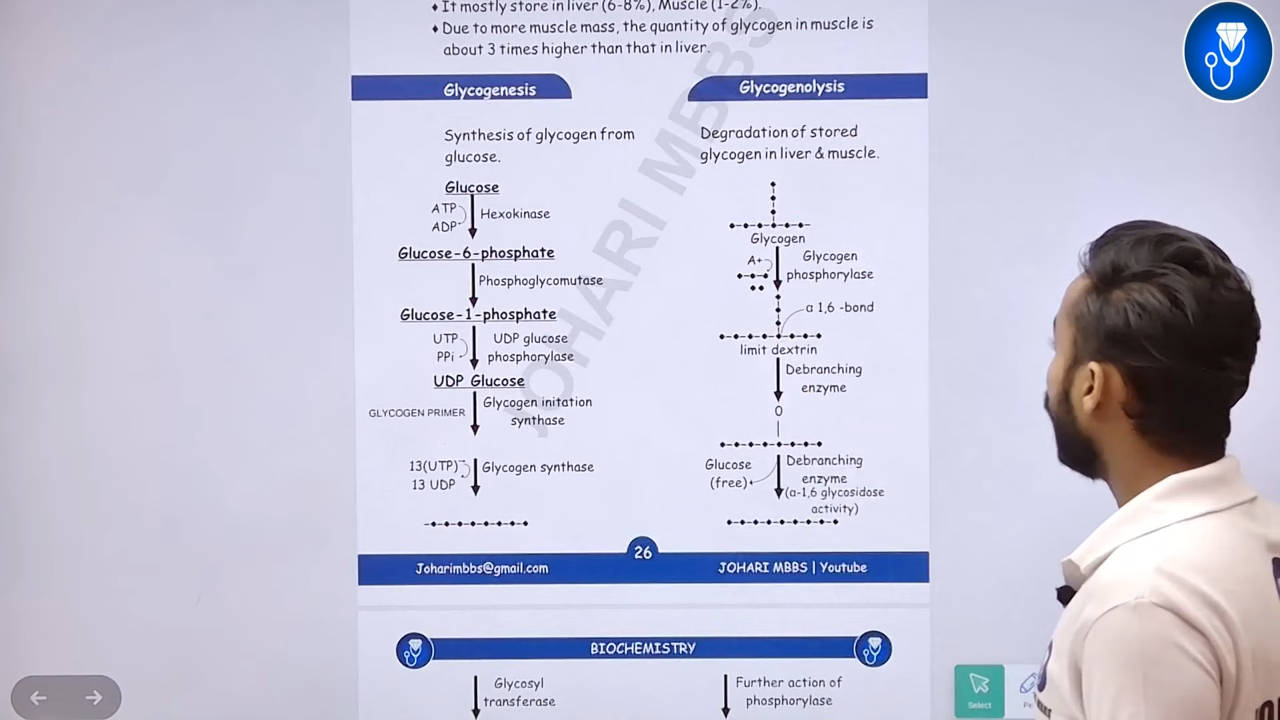 ♦ It mostly store in liver (6-8%), Muscle (1-2%).
♦ Due to more muscle mass, the quantity of glycogen in muscle is
about 3 times higher than that in liver.
Glycogenesis
Synthesis of glycogen from
glucose.
Glucose
ATP
ADP
Hexokinase
Glucose-6-phosphate
Phosphoglycomutase
Glucose-1-phosphate
UTP
PPi
UDP glucose
phosphorylase
UDP Glucose
GLYCOGEN PRIMER
Glycogen initation
synthase
13(UTP)
13 UDP
Glycogen synthase
Glycogenolysis
Degradation of stored
glycogen in liver & muscle.
Glycogen
A+
Glycogen
phosphorylase
α 1,6 -bond
limit dextrin
Debranching
enzyme
O
Glucose
(free)
Debranching
enzyme
(α-1,6 glycosidose
activity)
JOHARI MBBS
26
Joharimbbs@gmail.com
JOHARI MBBS | Youtube
BIOCHEMISTRY
Glycosyl
transferase
Further action of
phosphorylase
Select